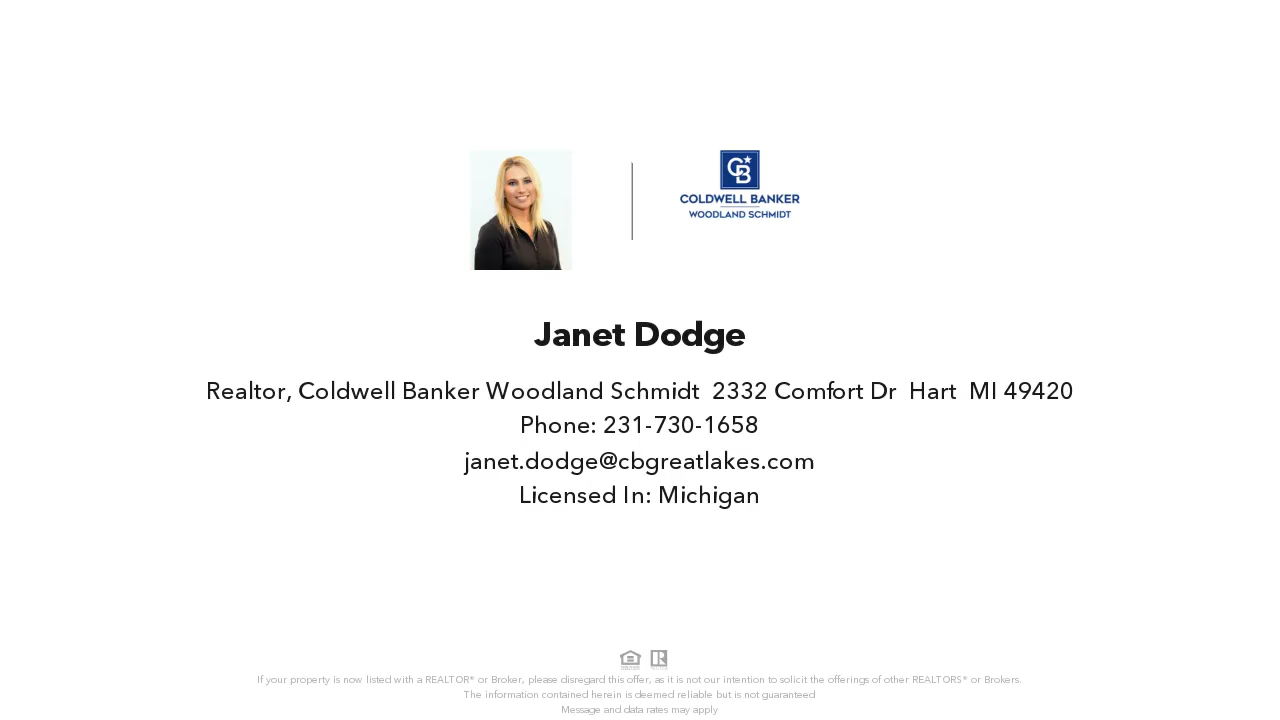 CB
COLDWELL BANKER
WOODLAND SCHMIDT
Janet Dodge
Realtor, Coldwell Banker Woodland Schmidt 2332 Comfort Dr Hart MI 49420
Phone: 231-730-1658
janet.dodge@cbgreatlakes.com
Licensed In: Michigan
If your property is now listed with a REALTOR® or Broker, please disregard this offer, as it is not our intention to solicit the offerings of other REALTORS® or Brokers.
The information contained herein is deemed reliable but is not guaranteed
Message and data rates may apply